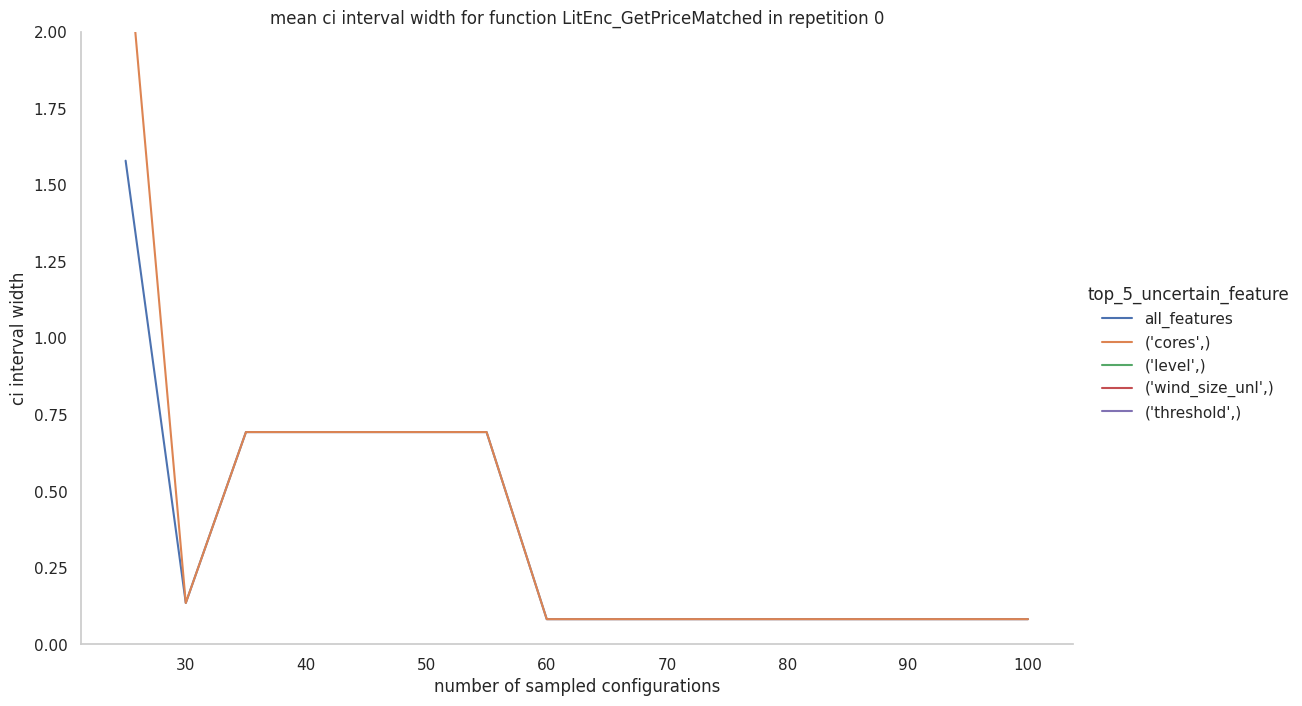 mean ci interval width for function LitEnc_GetPriceMatched in repetition 0
2.00
1.75
1.50
1.25
1.00
0.75
0.50
0.25
0.00
ci interval width
30 40 50 60 70 80 90 100
number of sampled configurations
top_5_uncertain_feature
all_features
('cores',)
('level',)
('wind_size_unl',)
('threshold',)